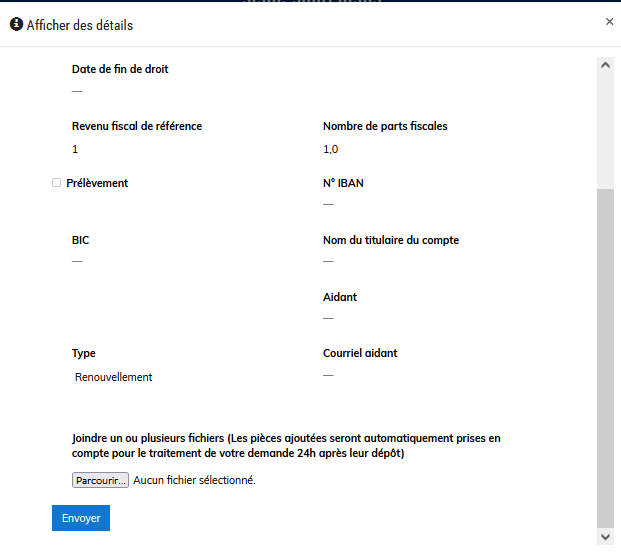 Afficher des détails
×
Date de fin de droit
—
Revenu fiscal de référence
Nombre de parts fiscales
1
1,0
Prélèvement
N° IBAN
—
BIC
Nom du titulaire du compte
—
—
Aidant
—
Type
Courriel aidant
Renouvellement
—
Joindre un ou plusieurs fichiers (Les pièces ajoutées seront automatiquement prises en
compte pour le traitement de votre demande 24h après leur dépôt)
Parcourir... Aucun fichier sélectionné.
Envoyer